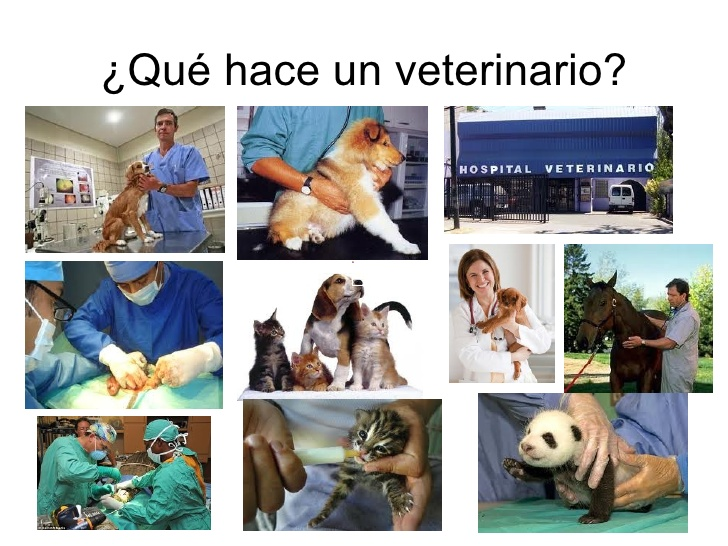 ¿Qué hace un veterinario?
HOSPITAL VETERINARIO